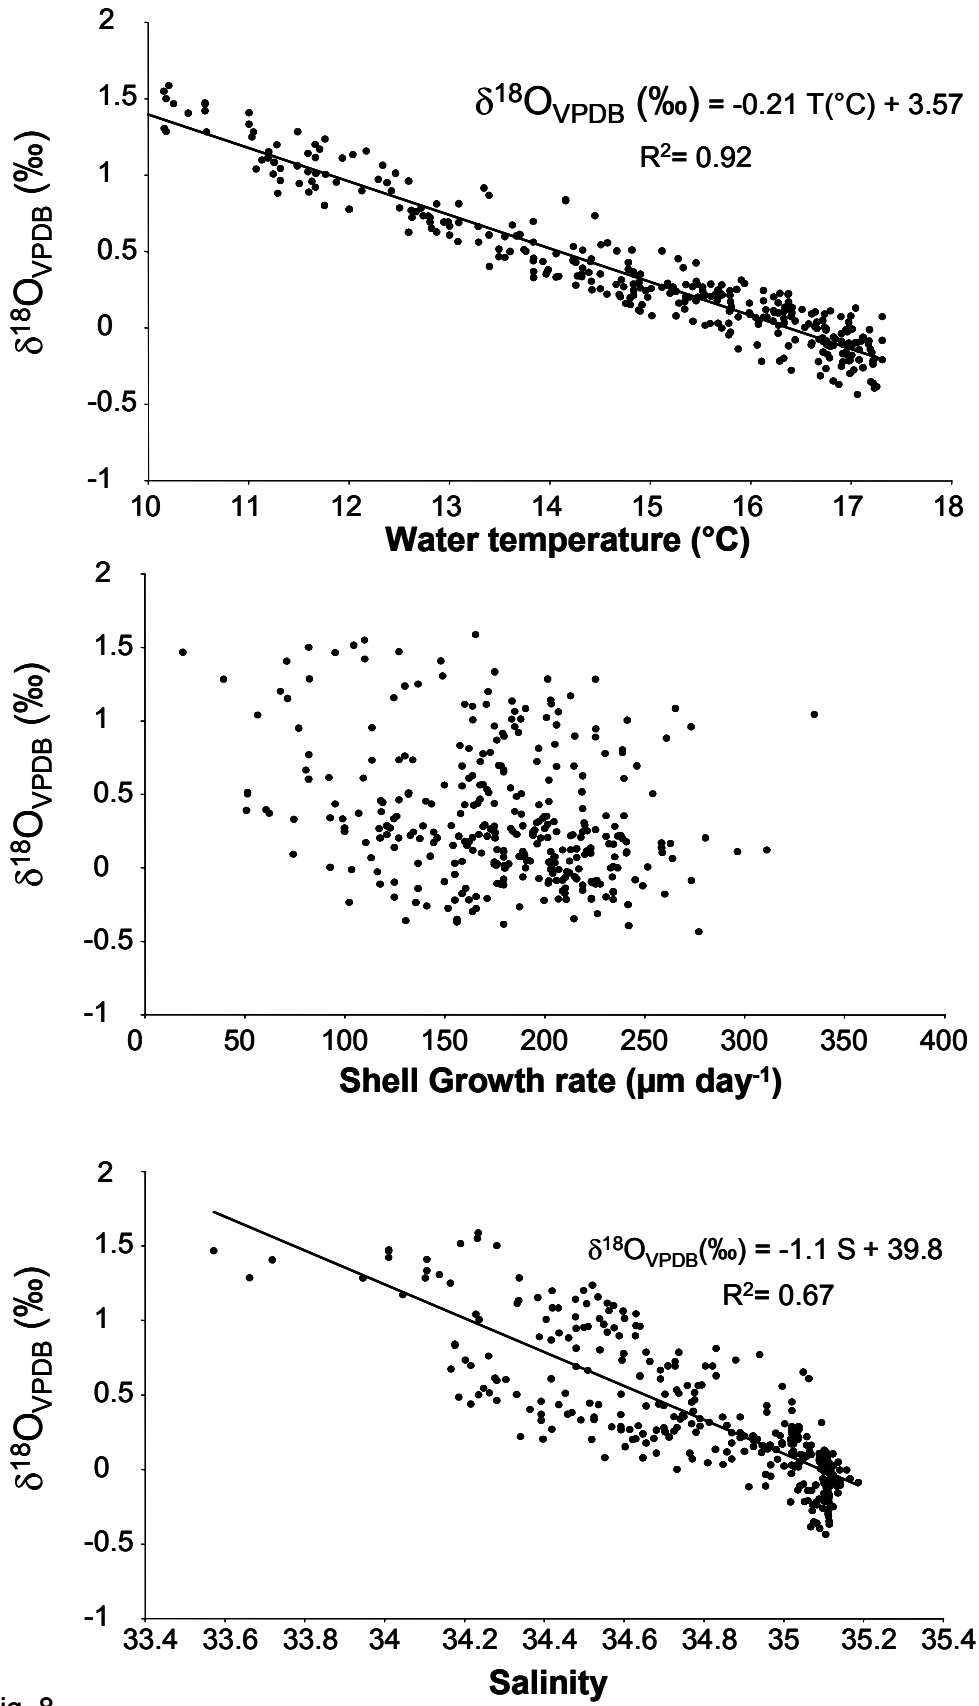 2
1.5
1
0.5
0
-0.5
-1
δ18OVPDB (‰)
δ18OVPDB (‰) = -0.21 T(°C) + 3.57
R2= 0.92
10 11 12 13 14 15 16 17 18
Water temperature (°C)
2
1.5
1
0.5
0
-0.5
-1
δ18OVPDB (‰)
0 50 100 150 200 250 300 350 400
Shell Growth rate (µm day-1)
2
1.5
1
0.5
0
-0.5
-1
δ18OVPDB (‰)
δ18OVPDB(‰) = -1.1 S + 39.8
R2= 0.67
33.4 33.6 33.8 34 34.2 34.4 34.6 34.8 35 35.2 35.4
Salinity